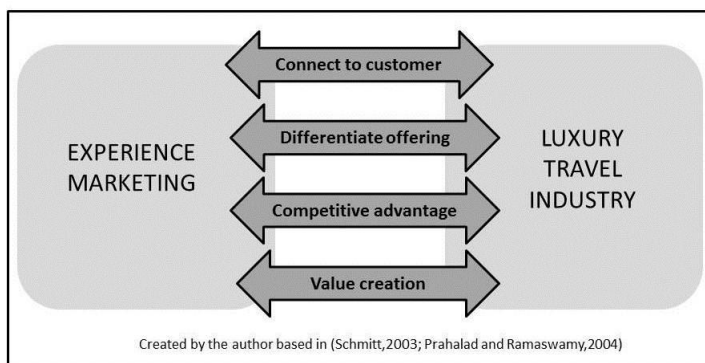 Connect to customer
Differentiate offering
EXPERIENCE
MARKETING
LUXURY
TRAVEL
INDUSTRY
Competitive advantage
Value creation
Created by the author based in (Schmitt,2003; Prahalad and Ramaswamy,2004)